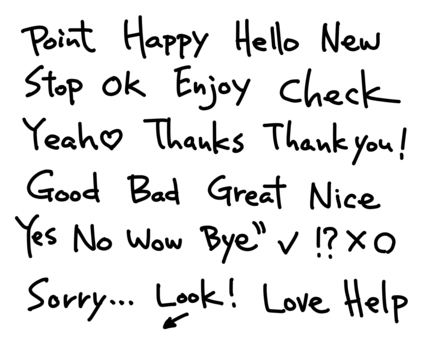 Point Happy Hello New
Stop Ok Enjoy Check
Yeah♡ Thanks Thank you!
Good Bad Great Nice
Yes No Wow Bye" ✓ !? × ○
Sorry... Look! Love Help